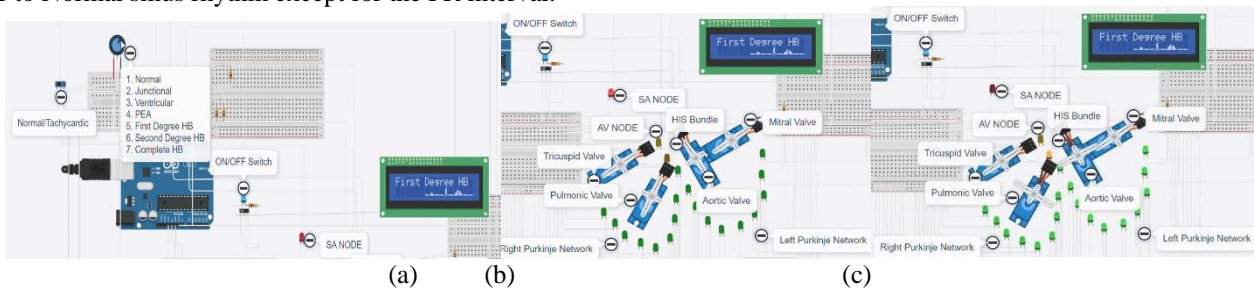 r to Normal sinus rhythm except for the PR interval.
1. Normal
2. Junctional
3. Ventricular
4. PEA
5. First Degree HB
6. Second Degree HB
7. Complete HB
Normal/Tachycardic
ON/OFF Switch
First Degree HB
SA NODE
ON/OFF Switch
First Degree HB
SA NODE
HIS Bundle
Mitral Valve
AV NODE
Tricuspid Valve
Pulmonic Valve
Aortic Valve
Right Purkinje Network
Left Purkinje Network
ON/OFF Switch
First Degree HB
SA NODE
HIS Bundle
Mitral Valve
AV NODE
Tricuspid Valve
Pulmonic Valve
Aortic Valve
Right Purkinje Network
Left Purkinje Network
(a) (b) (c)